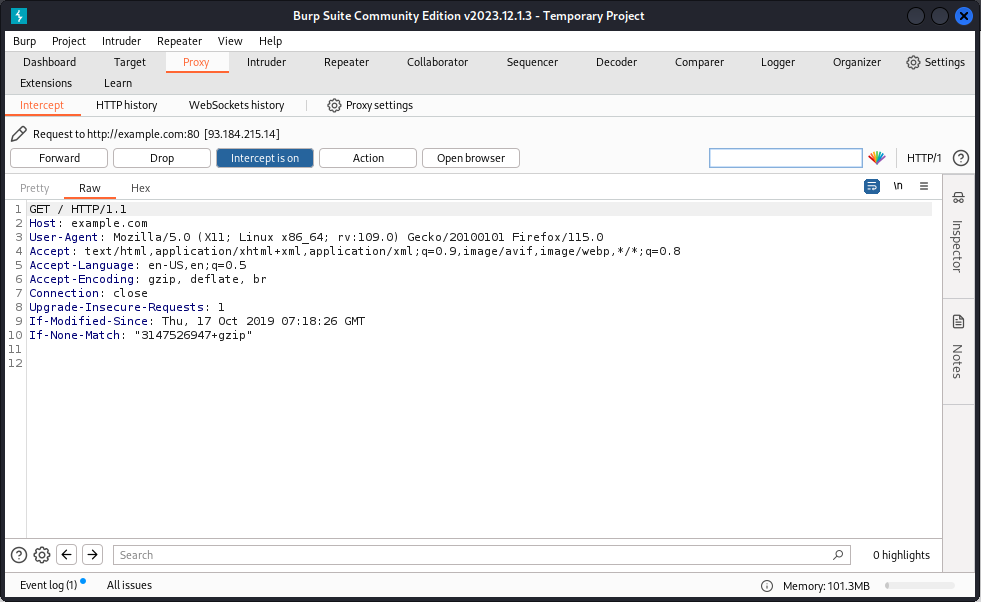 Burp Suite Community Edition v2023.12.1.3 - Temporary Project
Burp Project Intruder Repeater View Help
Dashboard Target Proxy Intruder Repeater Collaborator Sequencer Decoder Comparer Logger Organizer Settings
Extensions Learn
Intercept HTTP history WebSockets history Proxy settings
Request to http://example.com:80 [93.184.215.14]
Forward Drop Intercept is on Action Open browser HTTP/1 ?
Pretty Raw Hex \n
1 GET / HTTP/1.1
2 Host: example.com
3 User-Agent: Mozilla/5.0 (X11; Linux x86_64; rv:109.0) Gecko/20100101 Firefox/115.0
4 Accept: text/html,application/xhtml+xml,application/xml;q=0.9,image/avif,image/webp,*/*;q=0.8
5 Accept-Language: en-US,en;q=0.5
6 Accept-Encoding: gzip, deflate, br
7 Connection: close
8 Upgrade-Insecure-Requests: 1
9 If-Modified-Since: Thu, 17 Oct 2019 07:18:26 GMT
10 If-None-Match: "3147526947+gzip"
11
12
Inspector
Notes
? Search 0 highlights
Event log (1) All issues Memory: 101.3MB